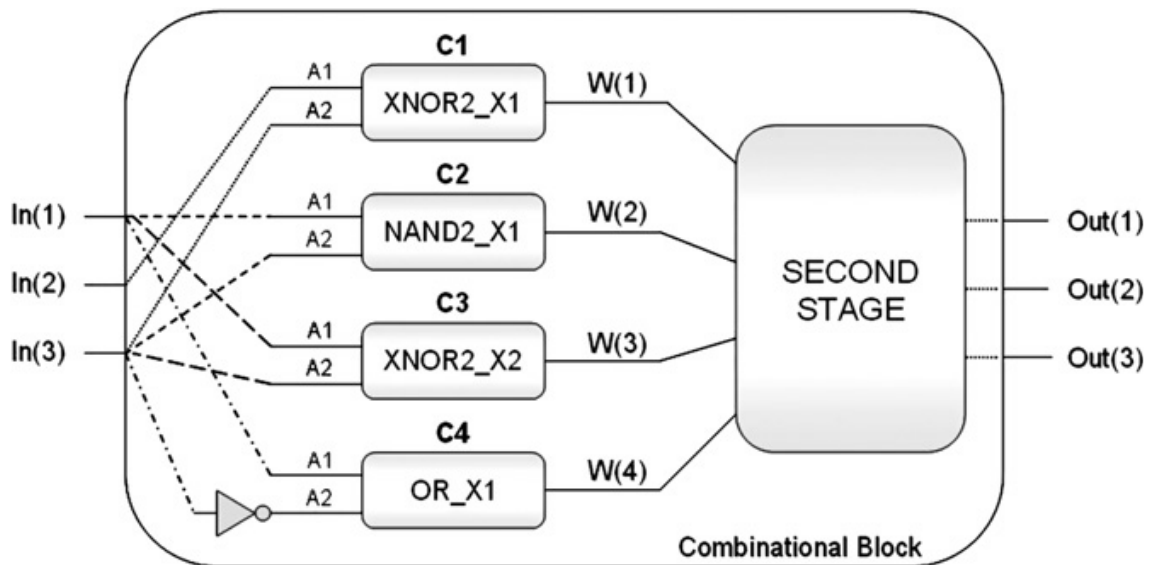 C1
A1
A2
XNOR2_X1
W(1)
C2
A1
A2
NAND2_X1
W(2)
In(1)
In(2)
In(3)
C3
A1
A2
XNOR2_X2
W(3)
C4
A1
A2
OR_X1
W(4)
SECOND
STAGE
Out(1)
Out(2)
Out(3)
Combinational Block